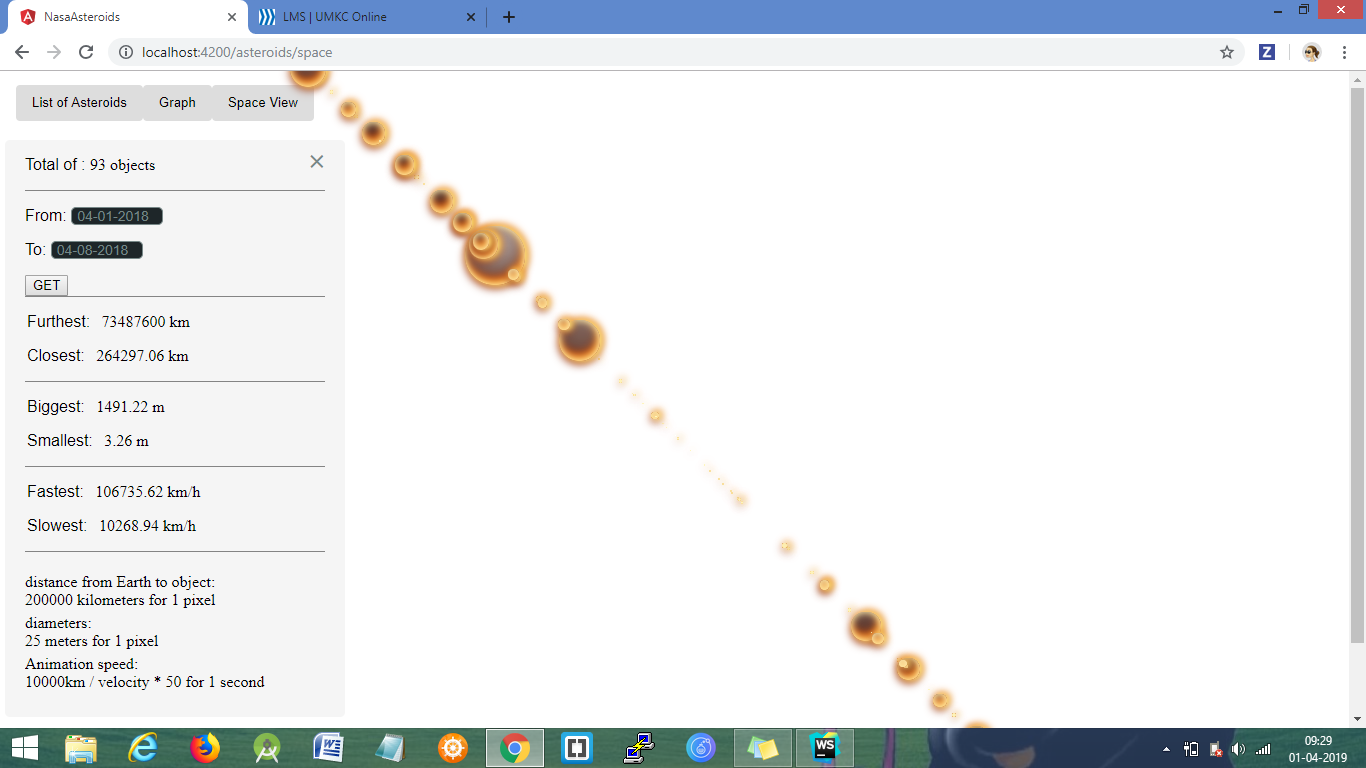 NasaAsteroids
LMS | UMKC Online
localhost:4200/asteroids/space
Z
List of Asteroids
Graph
Space View
Total of : 93 objects
From: 04-01-2018
To: 04-08-2018
GET
Furthest: 73487600 km
Closest: 264297.06 km
Biggest: 1491.22 m
Smallest: 3.26 m
Fastest: 106735.62 km/h
Slowest: 10268.94 km/h
distance from Earth to object:
200000 kilometers for 1 pixel
diameters:
25 meters for 1 pixel
Animation speed:
10000km / velocity * 50 for 1 second
WS
09:29
01-04-2019